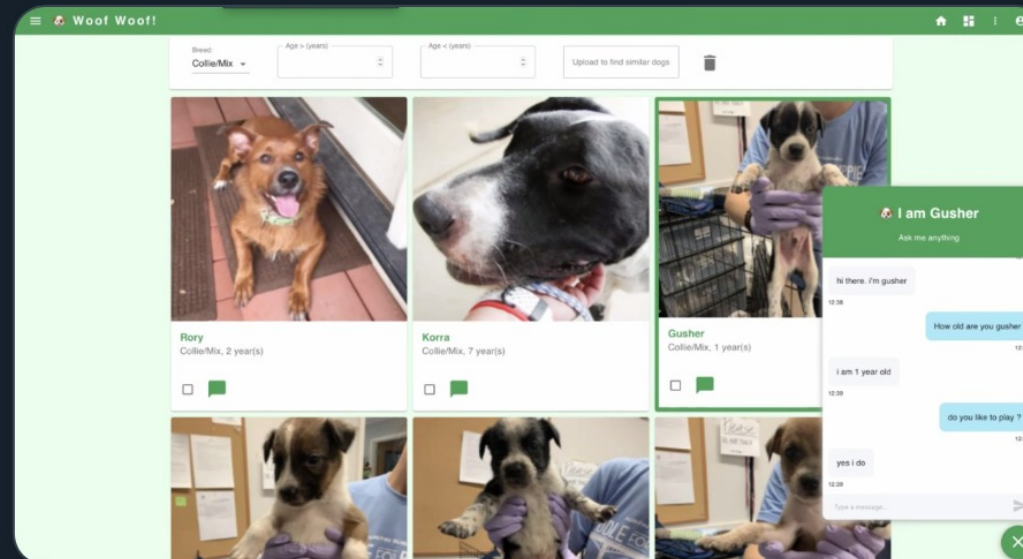 Woof Woof!
Breed
Collie/Mix
Age > (years)
Age < (years)
Upload to find similar dogs
Rory
Collie/Mix, 2 year(s)
Korra
Collie/Mix, 7 year(s)
Gusher
Collie/Mix, 1 year(s)
I am Gusher
Ask me anything
hi there. i'm gusher
12:38
How old are you gusher
12:
i am 1 year old
12:39
do you like to play ?
12:
yes i do
12:39
Type a message..
Please